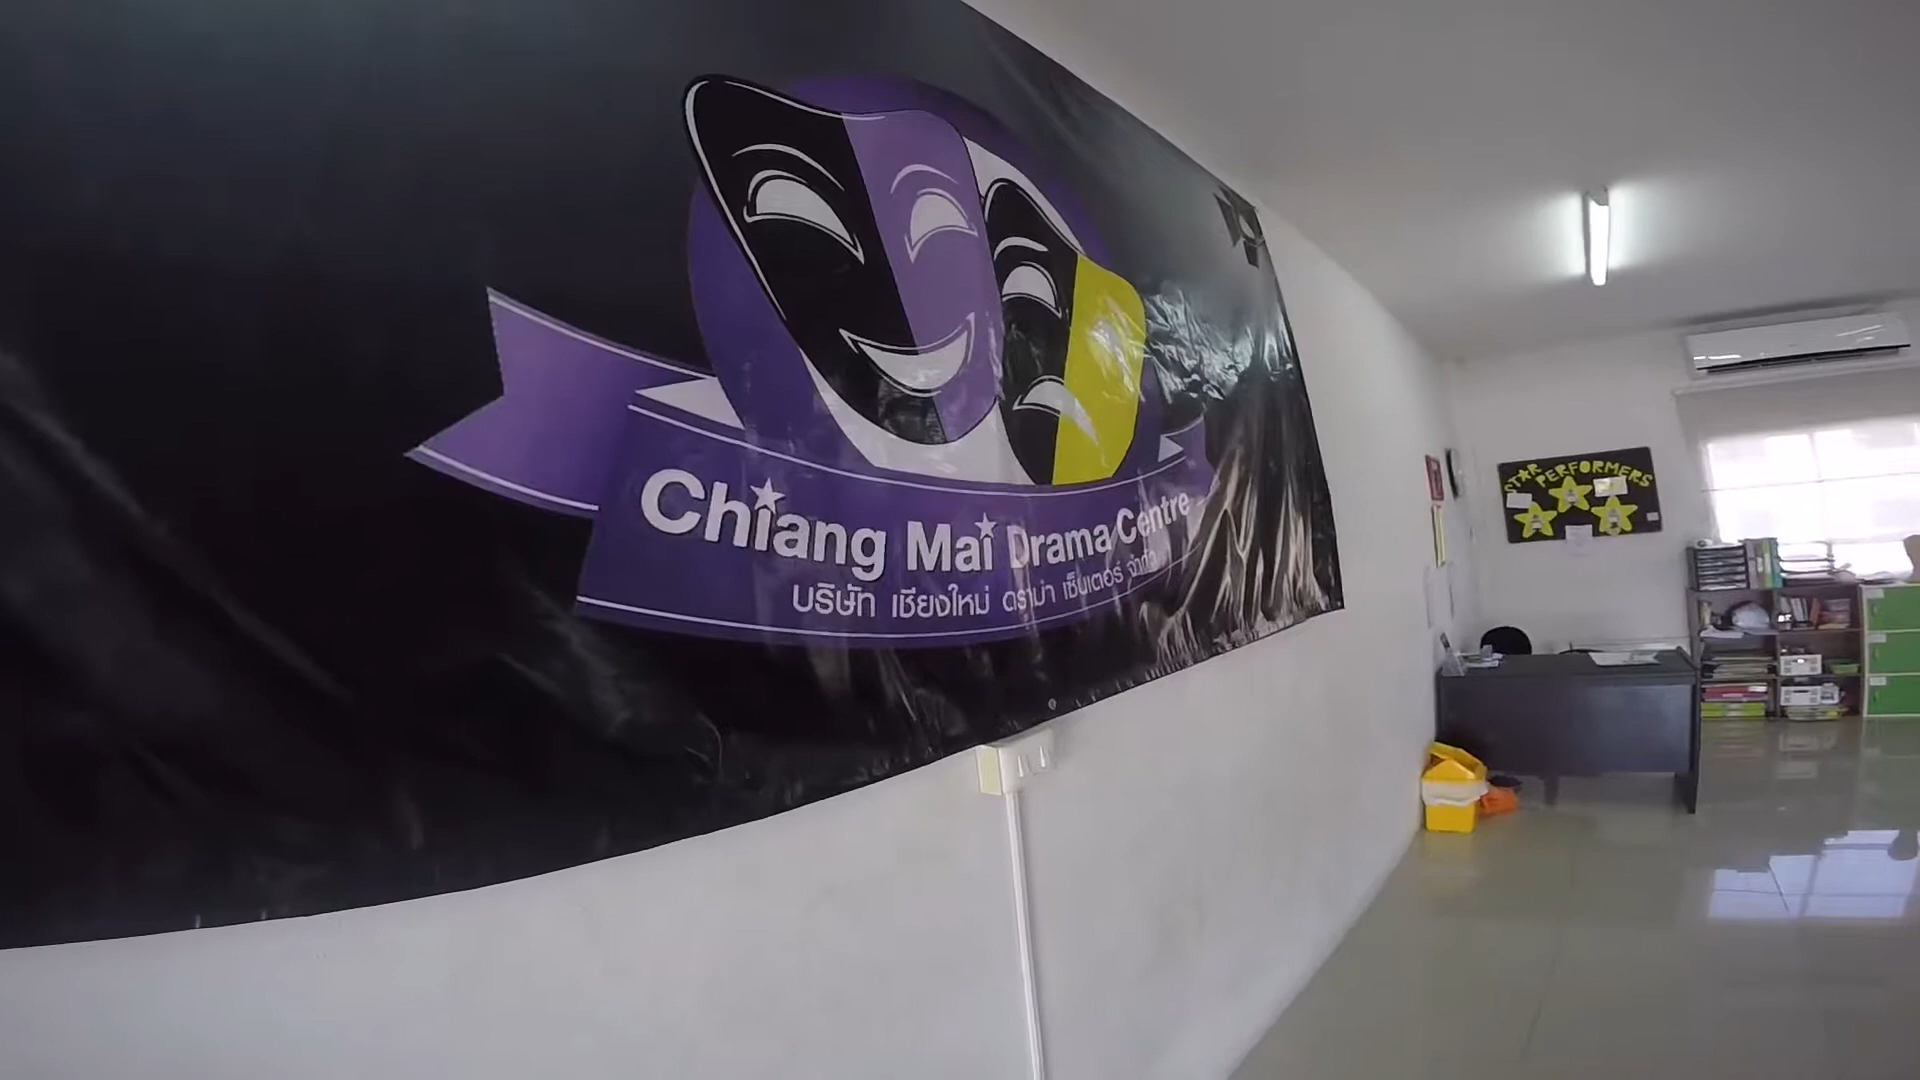 Chiang Mai Drama Centre
บริษัท เชียงใหม่ ดราม่า เซ็นเตอร์ จำกัด
STAR
PERFORMERS